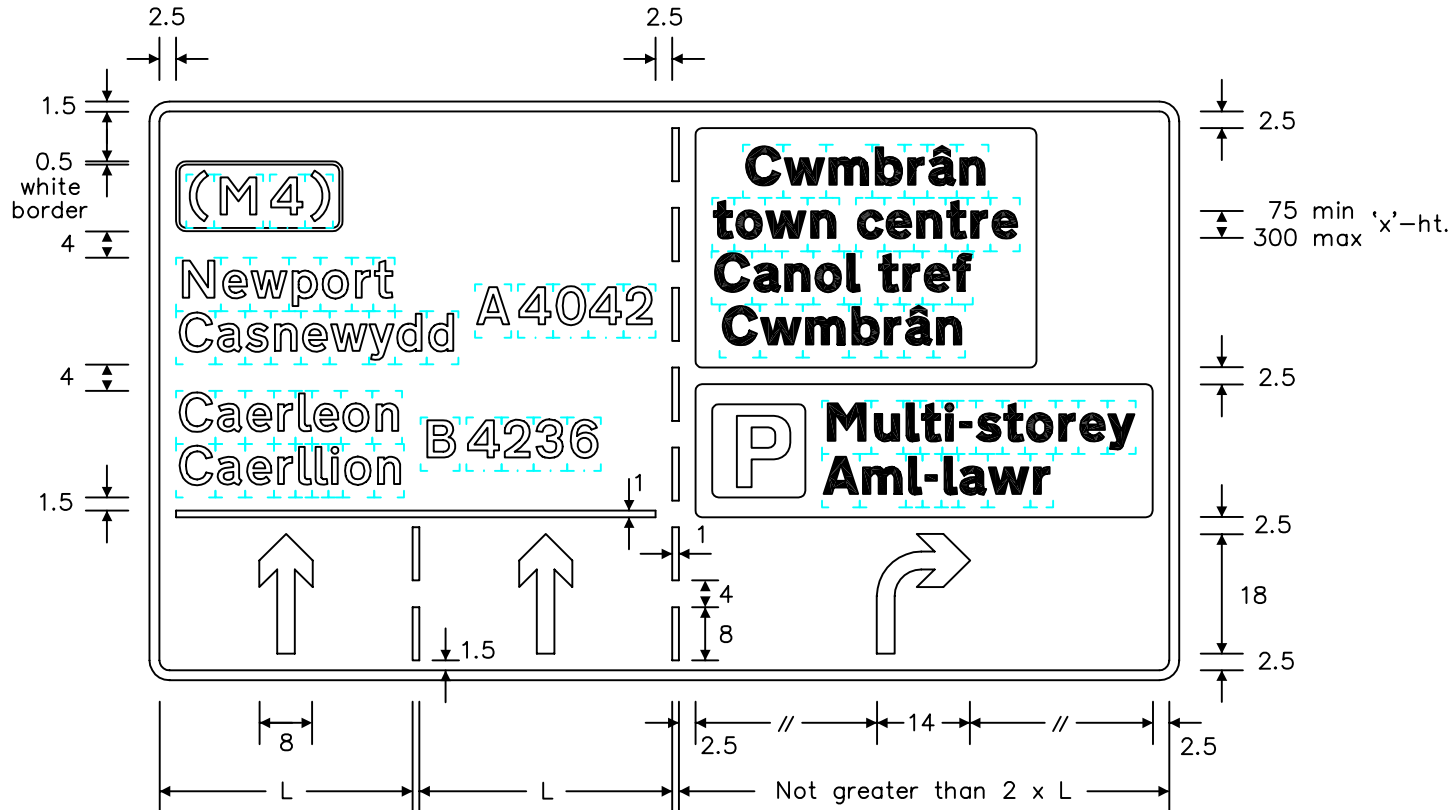 2.5
2.5
1.5
2.5
0.5
white
border
(M 4)
Cwmbrân
town centre
Canol tref
Cwmbrân
75 min
300 max
'x'-ht.
4
Newport
Casnewydd
A 4042
4
2.5
Caerleon
Caerllion
B 4236
P
Multi-storey
Aml-lawr
1.5
1
2.5
1
4
18
8
1.5
2.5
8
2.5
//
14
//
2.5
L
L
Not greater than 2 x L